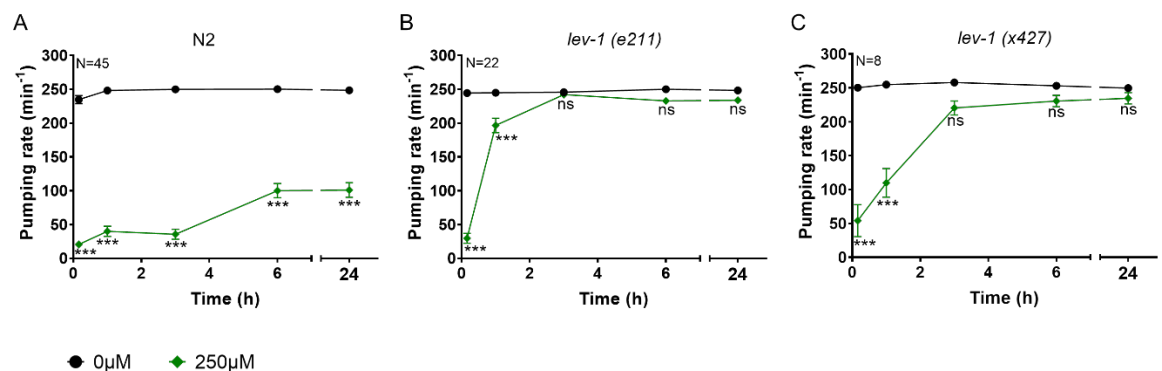 A
N2
N=45
Pumping rate (min⁻¹)
300
250
200
150
100
50
0
***
***
***
***
***
0
2
4
6
24
Time (h)
B
lev-1 (e211)
N=22
Pumping rate (min⁻¹)
300
250
200
150
100
50
0
***
***
ns
ns
ns
0
2
4
6
24
Time (h)
C
lev-1 (x427)
N=8
Pumping rate (min⁻¹)
300
250
200
150
100
50
0
***
***
ns
ns
ns
0
2
4
6
24
Time (h)
0µM
250µM